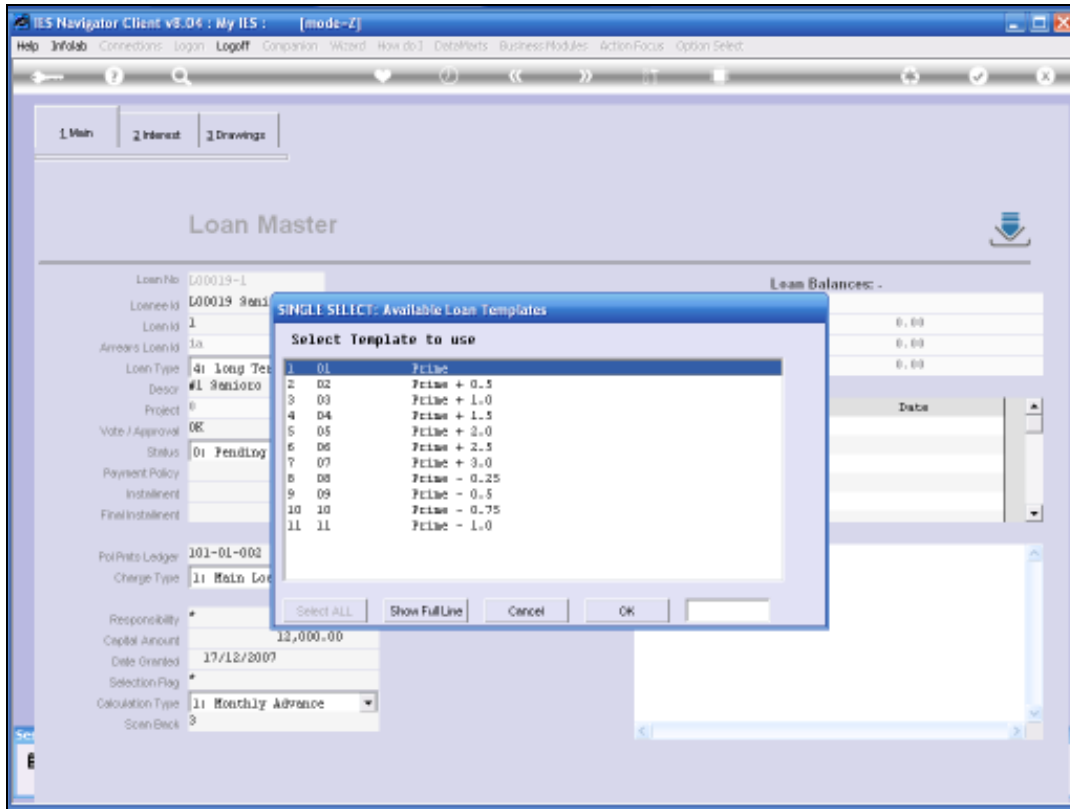 IES Navigator Client v8.04 : My IES :      [mode-Z]
Help Infolab Connections Logon Logoff Companion Wizard How do I DataMarts Business Modules Action Focus Option Select
1 Main 2 Interest 3 Drawings
Loan Master
Loan No L00019-1
Loan Balances: -
Loanee Id L00019 Seni
SINGLE SELECT: Available Loan Templates
Loan Id 1
0.00
Select Template to use
Arrears Loan Id 1a
0.00
Loan Type 4: Long Te
0.00
1 01 Prime
Descr #1 Senioro
2 02 Prime + 0.5
3 03 Prime + 1.0
Project 0
Date
4 04 Prime + 1.5
Vote / Approval OK
5 05 Prime + 2.0
Status 0: Pending
6 06 Prime + 2.5
7 07 Prime + 3.0
Payment Policy
8 08 Prime - 0.25
Instalment
9 09 Prime - 0.5
10 10 Prime - 0.75
Final Instalment
11 11 Prime - 1.0
Pol Pmts Ledger 101-01-002
Charge Type 1: Main Loa
Select ALL Show Full Line Cancel OK
Responsibility *
Capital Amount 12,000.00
Date Granted 17/12/2007
Selection Flag *
Calculation Type 1: Monthly Advance
Scan Back 3